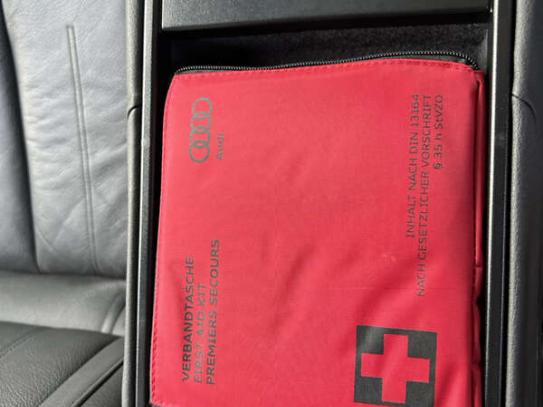 Audi
VERBANDTASCHE
FIRST AID KIT
PREMIERS SECOURS
INHALT NACH DIN 13164
NACH GESETZLICHER VORSCHRIFT
§ 35 h StVZO